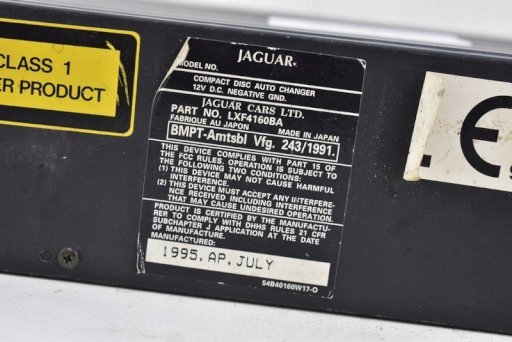 CLASS 1
ER PRODUCT
JAGUAR
MODEL NO.
COMPACT DISC AUTO CHANGER
12V D.C. NEGATIVE GND.
JAGUAR CARS LTD.
PART NO. LXF4160BA
FABRIQUE AU JAPON MADE IN JAPAN
BMPT-Amtsbl Vfg. 243/1991.
THIS DEVICE COMPLIES WITH PART 15 OF
THE FCC RULES. OPERATION IS SUBJECT TO
THE FOLLOWING TWO CONDITIONS:
(1) THIS DEVICE MAY NOT CAUSE HARMFUL
INTERFERENCE, AND
(2) THIS DEVICE MUST ACCEPT ANY INTERFERE-
NCE RECEIVED INCLUDING INTERFERENCE
THAT MAY CAUSE UNDESIRED OPERATION.
PRODUCT IS CERTIFIED BY THE MANUFACTU-
RER TO COMPLY WITH DHHS RULES 21 CFR
SUBCHAPTER J APPLICATION AT THE DATE
OF MANUFACTURE.
MANUFACTURED:
1995.AP.JULY
54B40160W17-O
CE